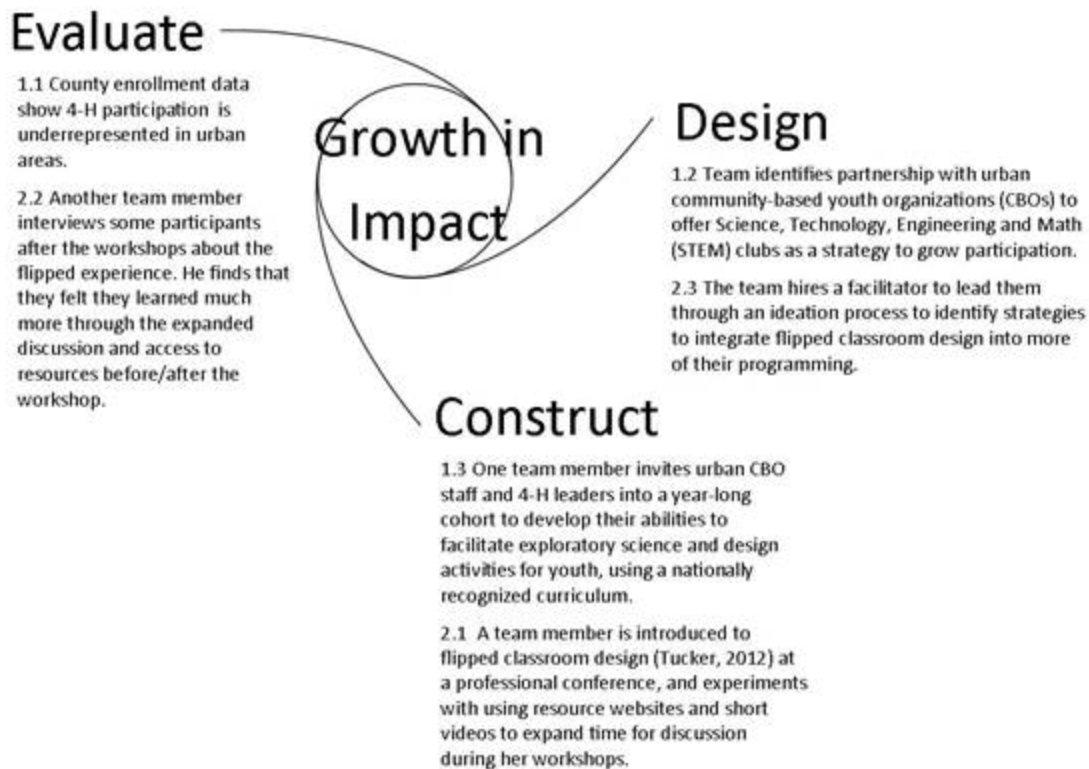 Evaluate
1.1 County enrollment data
show 4-H participation is
underrepresented in urban
areas.
2.2 Another team member
interviews some participants
after the workshops about the
flipped experience. He finds that
they felt they learned much
more through the expanded
discussion and access to
resources before/after the
workshop.
Growth in
Impact
Design
1.2 Team identifies partnership with urban
community-based youth organizations (CBOs) to
offer Science, Technology, Engineering and Math
(STEM) clubs as a strategy to grow participation.
2.3 The team hires a facilitator to lead them
through an ideation process to identify strategies
to integrate flipped classroom design into more
of their programming.
Construct
1.3 One team member invites urban CBO
staff and 4-H leaders into a year-long
cohort to develop their abilities to
facilitate exploratory science and design
activities for youth, using a nationally
recognized curriculum.
2.1 A team member is introduced to
flipped classroom design (Tucker, 2012) at
a professional conference, and experiments
with using resource websites and short
videos to expand time for discussion
during her workshops.